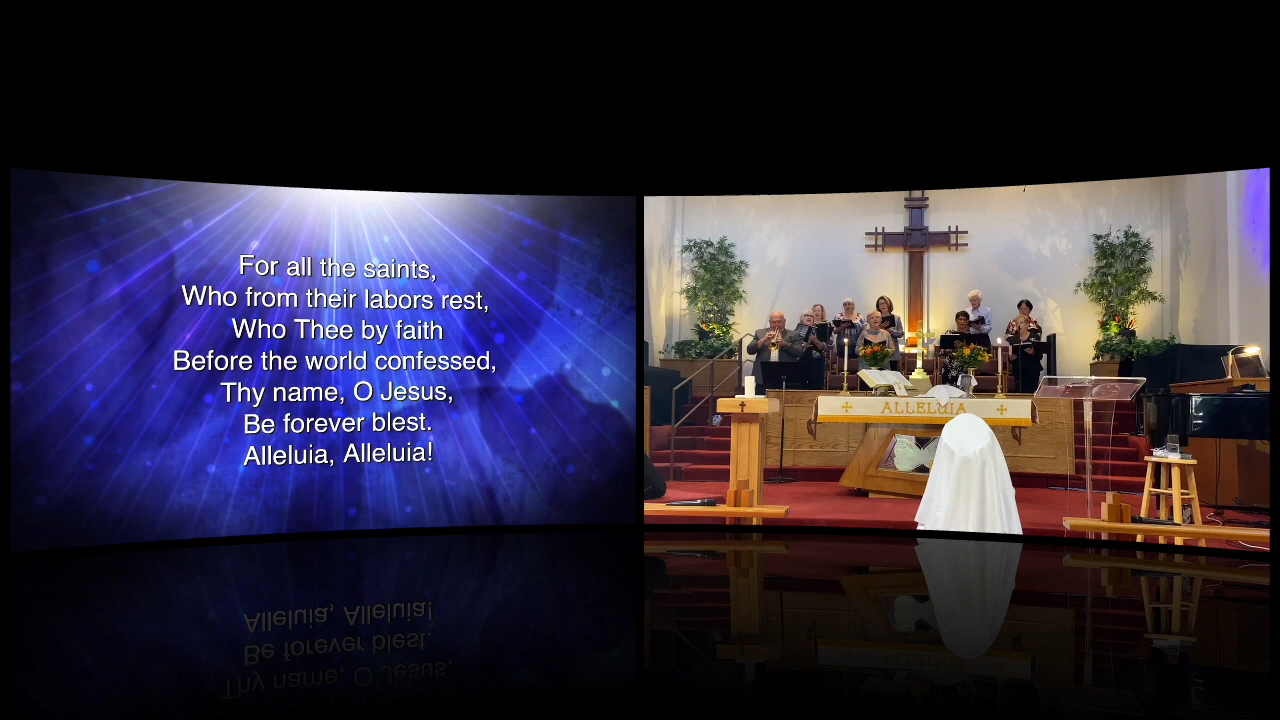 For all the saints,
Who from their labors rest,
Who Thee by faith
Before the world confessed,
Thy name, O Jesus,
Be forever blest.
Alleluia, Alleluia!
ALLELUIA